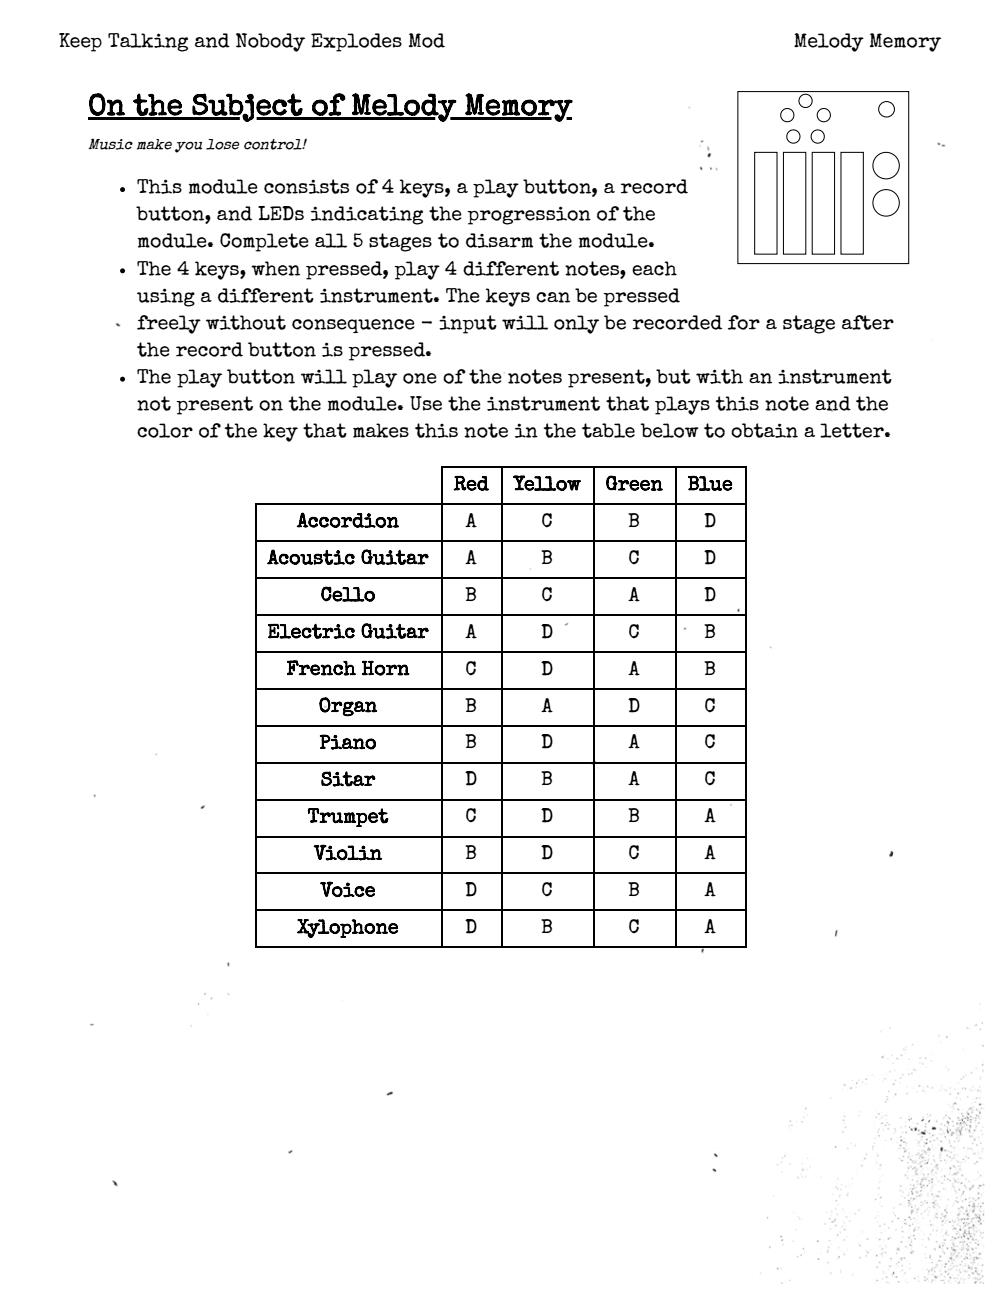 Keep Talking and Nobody Explodes Mod Melody Memory
On the Subject of Melody Memory
Music make you lose control!
• This module consists of 4 keys, a play button, a record
button, and LEDs indicating the progression of the
module. Complete all 5 stages to disarm the module.
• The 4 keys, when pressed, play 4 different notes, each
using a different instrument. The keys can be pressed
freely without consequence – input will only be recorded for a stage after
the record button is pressed.
• The play button will play one of the notes present, but with an instrument
not present on the module. Use the instrument that plays this note and the
color of the key that makes this note in the table below to obtain a letter.
Red Yellow Green Blue
Accordion A C B D
Acoustic Guitar A B C D
Cello B C A D
Electric Guitar A D C B
French Horn C D A B
Organ B A D C
Piano B D A C
Sitar D B A C
Trumpet C D B A
Violin B D C A
Voice D C B A
Xylophone D B C A